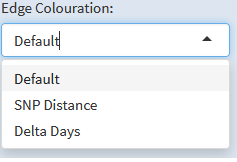 Edge Colouration:
Default
Default
SNP Distance
Delta Days